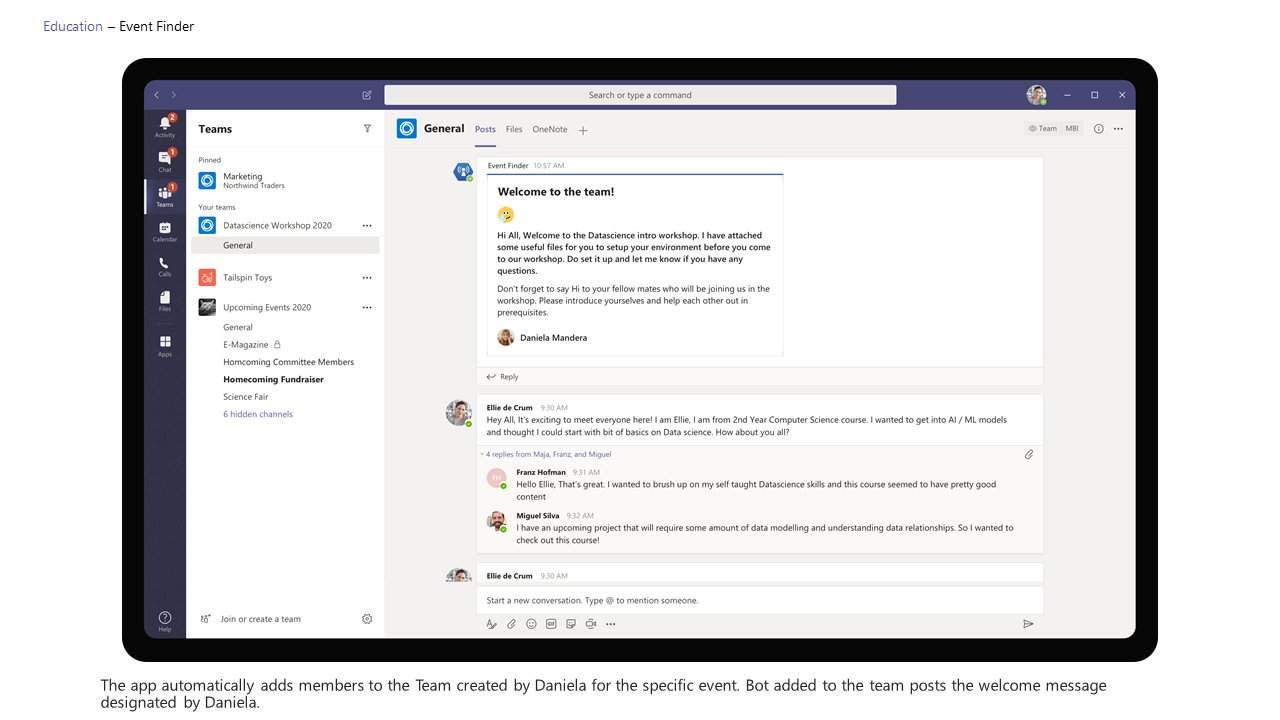 Education – Event Finder
Search or type a command
2
Activity
1
Chat
1
Teams
Calendar
Calls
Files
Apps
Help
Teams
Pinned
Marketing
Northwind Traders
Your teams
Datascience Workshop 2020
General
Tailspin Toys
Upcoming Events 2020
General
E-Magazine
Homcoming Committee Members
Homecoming Fundraiser
Science Fair
6 hidden channels
Join or create a team
General Posts Files OneNote
Team MBI
Event Finder 10:57 AM
Welcome to the team!
Hi All, Welcome to the Datascience intro workshop. I have attached
some useful files for you to setup your environment before you come
to our workshop. Do set it up and let me know if you have any
questions.
Don't forget to say Hi to your fellow mates who will be joining us in the
workshop. Please introduce yourselves and help each other out in
prerequisites.
Daniela Mandera
Reply
Ellie de Crum 9:30 AM
Hey All, It's exciting to meet everyone here! I am Ellie, I am from 2nd Year Computer Science course. I wanted to get into AI / ML models
and thought I could start with bit of basics on Data science. How about you all?
4 replies from Maja, Franz, and Miguel
FH
Franz Hofman 9:31 AM
Hello Ellie, That's great. I wanted to brush up on my self taught Datascience skills and this course seemed to have pretty good
content
Miguel Silva 9:32 AM
I have an upcoming project that will require some amount of data modelling and understanding data relationships. So I wanted to
check out this course!
Ellie de Crum 9:30 AM
Start a new conversation. Type @ to mention someone.
GIF
The app automatically adds members to the Team created by Daniela for the specific event. Bot added to the team posts the welcome message
designated by Daniela.